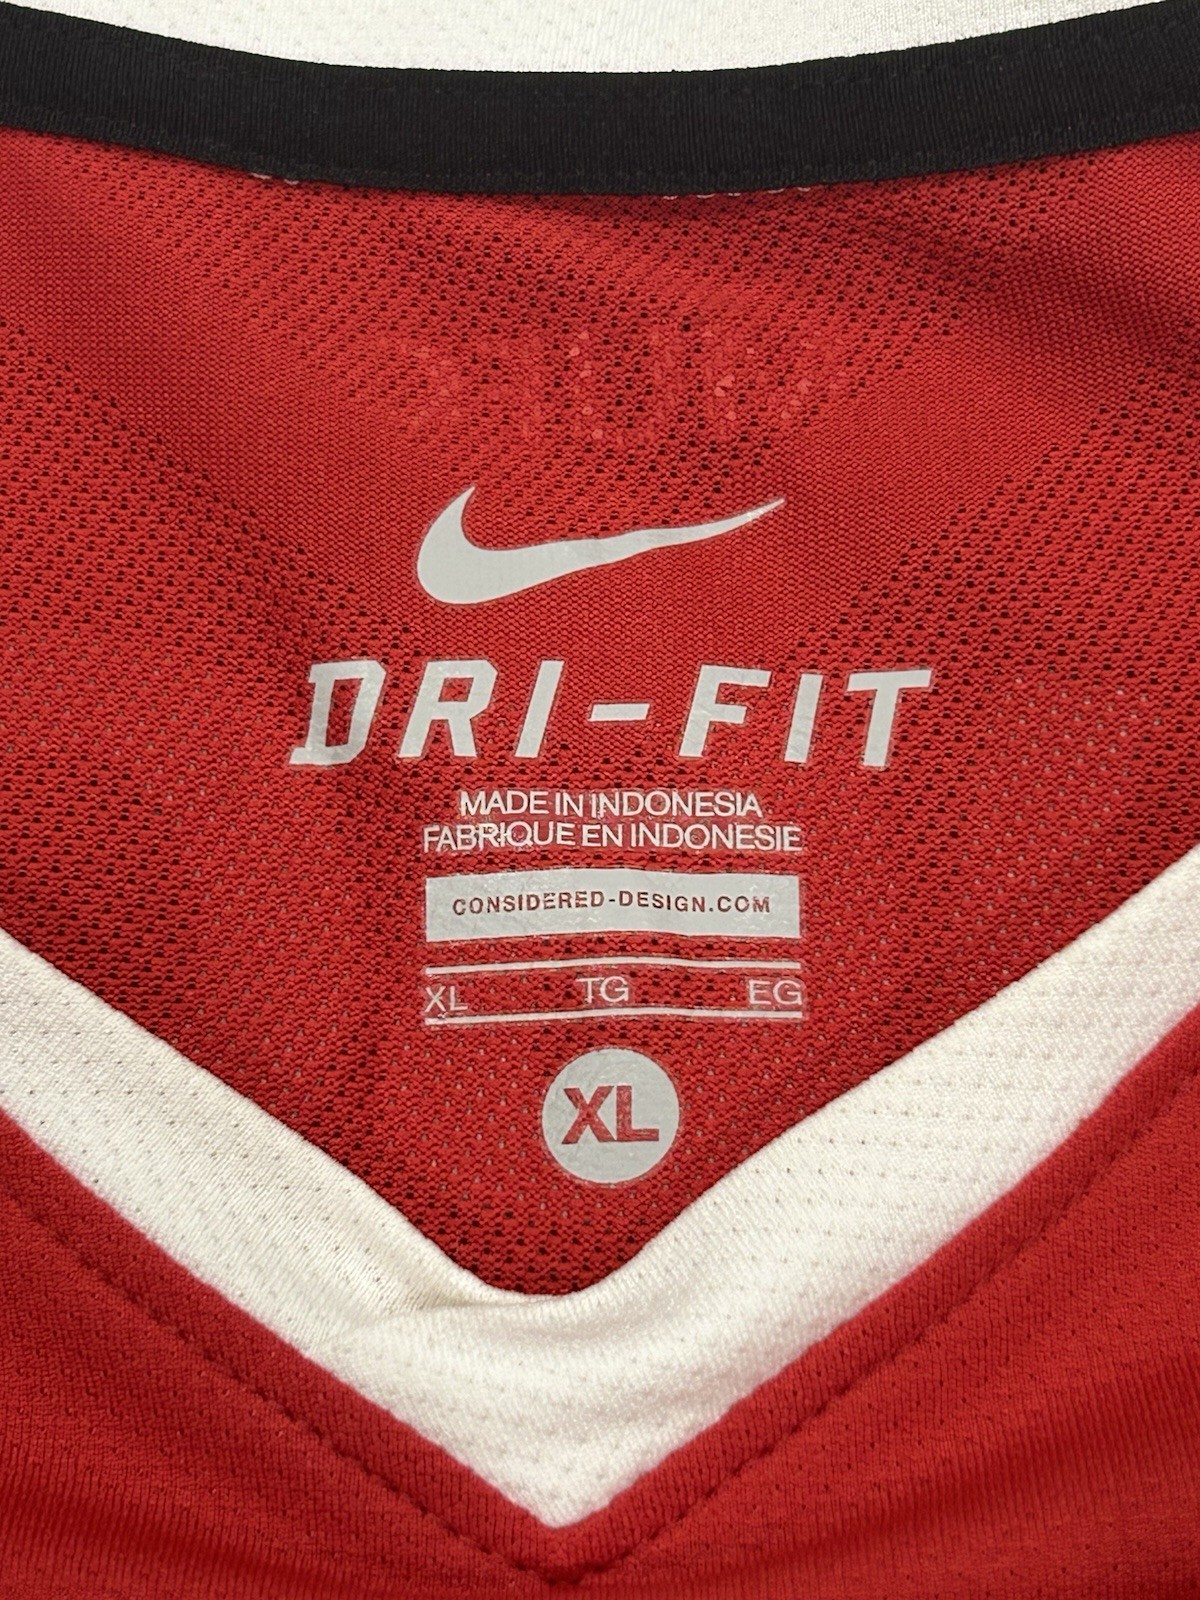 DRI-FIT
MADE IN INDONESIA
FABRIQUE EN INDONESIE
CONSIDERED-DESIGN.COM
XL TG EG
XL